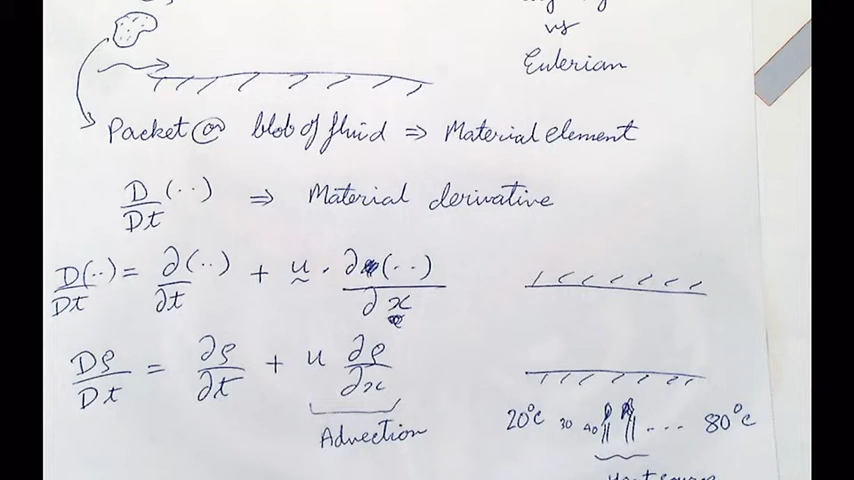 vs
Eulerian
Packet (or) blob of fluid ⇒ Material element
D/Dt (..) ⇒ Material derivative
D(..)/Dt = ∂(..)/∂t + u . ∂(..)/∂x
Dρ/Dt = ∂ρ/∂t + u ∂ρ/∂x
Advection
20°c 30 40 .... 80°c